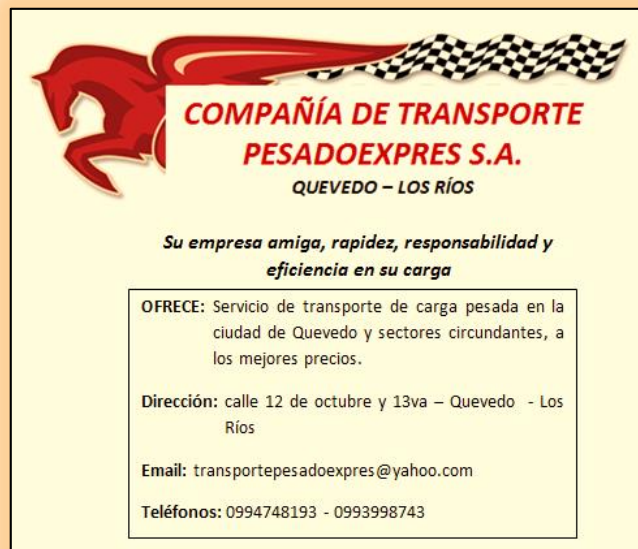 COMPAÑÍA DE TRANSPORTE
PESADOEXPRES S.A.
QUEVEDO – LOS RÍOS
Su empresa amiga, rapidez, responsabilidad y
eficiencia en su carga
OFRECE: Servicio de transporte de carga pesada en la
ciudad de Quevedo y sectores circundantes, a
los mejores precios.
Dirección: calle 12 de octubre y 13va – Quevedo - Los
Ríos
Email: transportepesadoexpres@yahoo.com
Teléfonos: 0994748193 - 0993998743